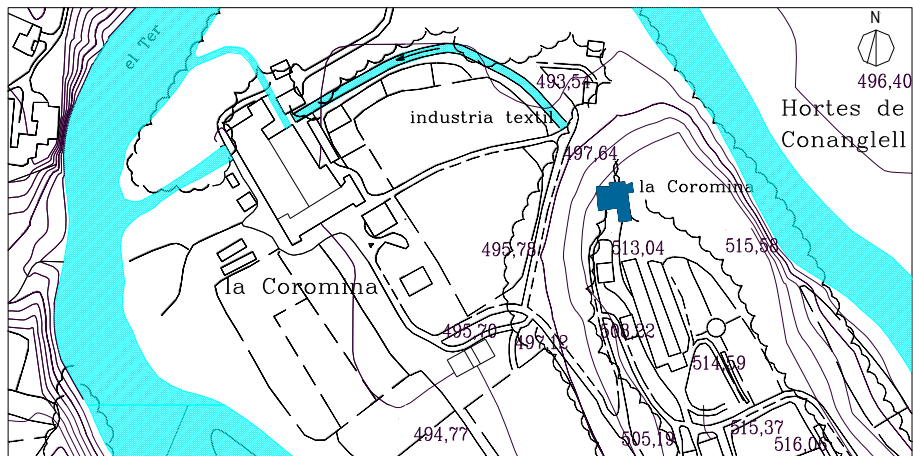 N
el Ter
493,54
496,40
Hortes de
Conanglell
industria textil
497,64
la Coromina
495,73
513,04
515,58
la Coromina
495,70
497,12
508,22
514,59
494,77
505,19
515,37
516,06